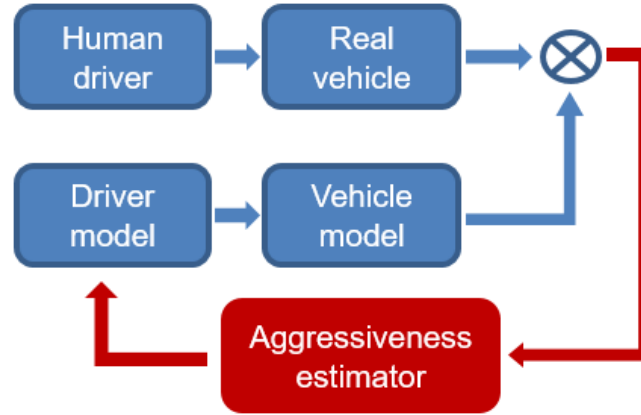 Human
driver
Real
vehicle
Driver
model
Vehicle
model
Aggressiveness
estimator